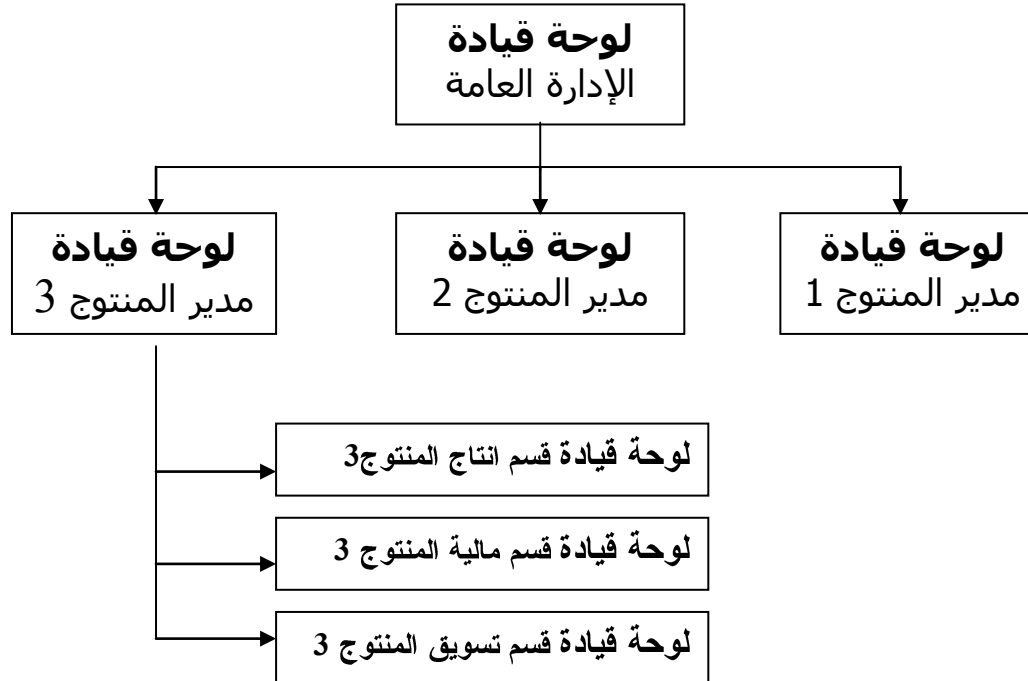 لوحة قيادة
الإدارة العامة
لوحة قيادة
مدير المنتوج 1
لوحة قيادة
مدير المنتوج 2
لوحة قيادة
مدير المنتوج 3
لوحة قيادة قسم انتاج المنتوج3
لوحة قيادة قسم مالية المنتوج 3
لوحة قيادة قسم تسويق المنتوج 3